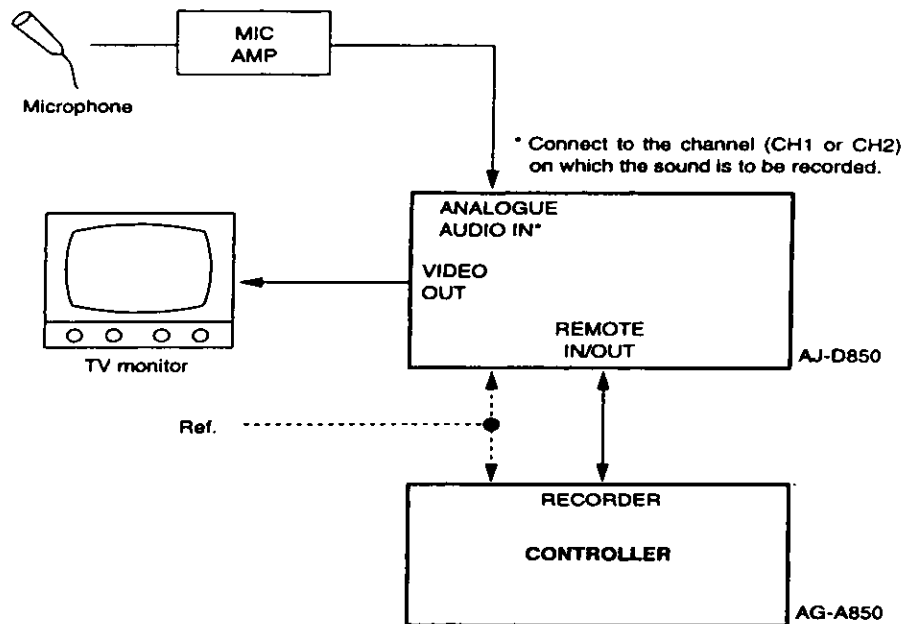 MIC
AMP
Microphone
* Connect to the channel (CH1 or CH2)
on which the sound is to be recorded.
ANALOGUE
AUDIO IN*
VIDEO
OUT
REMOTE
IN/OUT
AJ-D850
TV monitor
Ref.
RECORDER
CONTROLLER
AG-A850